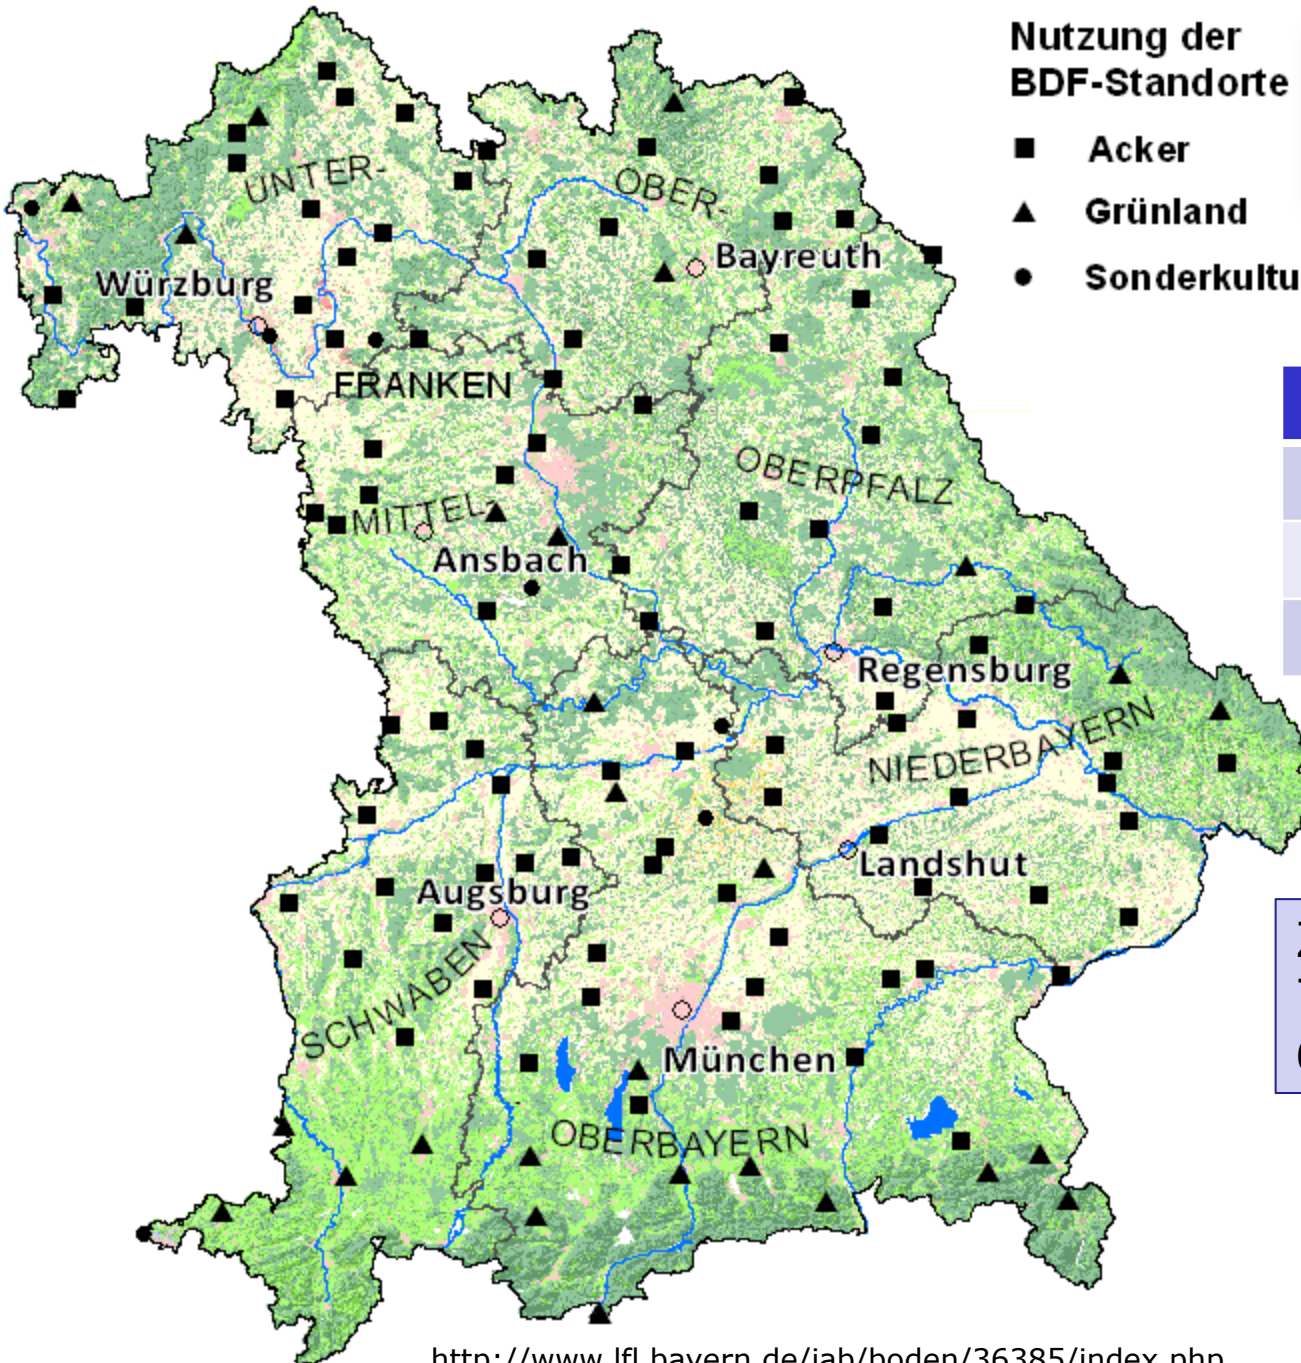 Nutzung der
BDF-Standorte
Acker
Grünland
Sonderkultu
UNTER-
OBER-
Bayreuth
Würzburg
FRANKEN
OBERPFALZ
MITTEL-
Ansbach
Regensburg
NIEDERBAYERN
Landshut
Augsburg
SCHWABEN
München
OBERBAYERN
http://www.lfl.bayern.de/iab/boden/36385/index.php